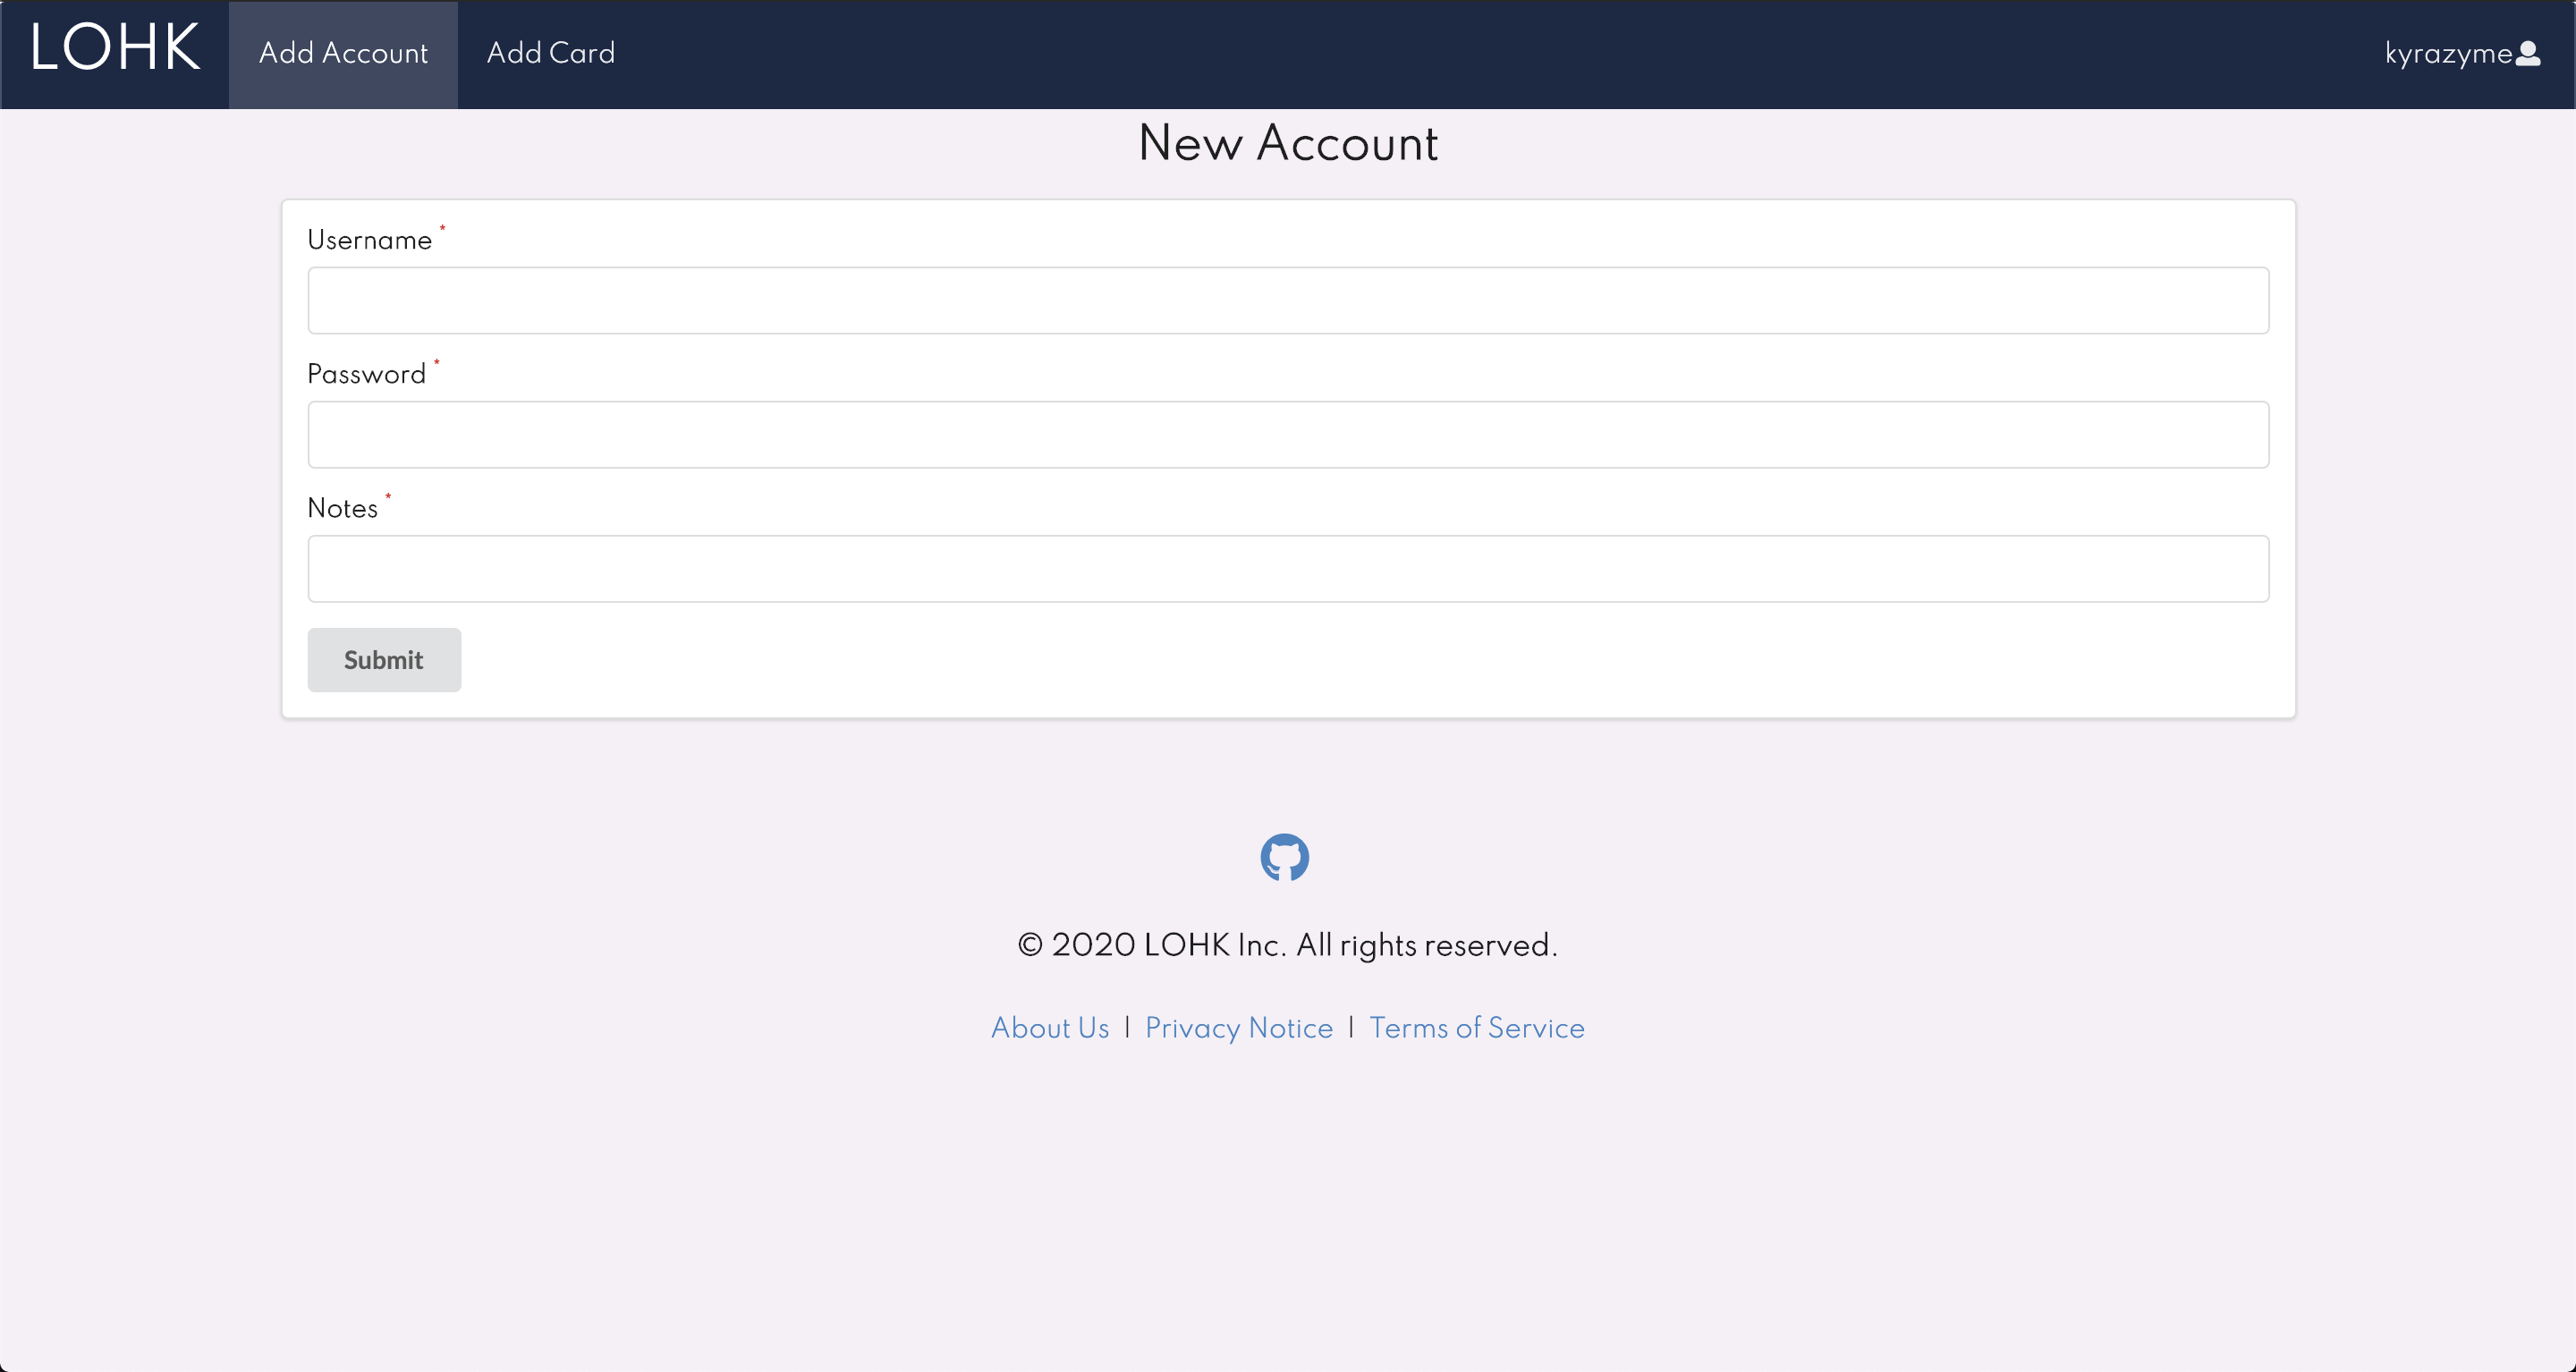 LOHK Add Account Add Card kyrazyme
New Account
Username *
Password *
Notes *
Submit
© 2020 LOHK Inc. All rights reserved.
About Us | Privacy Notice | Terms of Service